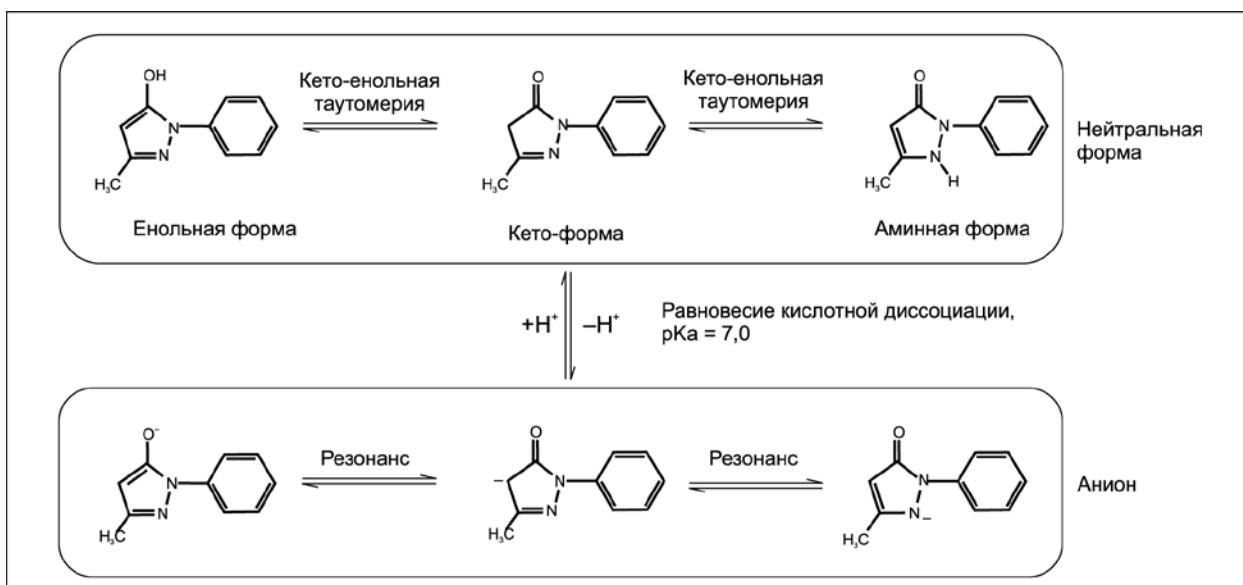 OH
N
N
H₃C
Енольная форма
Кето-енольная
таутомерия
O
N
N
H₃C
Кето-форма
Кето-енольная
таутомерия
O
N
N
H
H₃C
Аминная форма
Нейтральная
форма
+H⁺
–H⁺
Равновесие кислотной диссоциации,
pKa = 7,0
O⁻
N
N
H₃C
Резонанс
O
–
N
N
H₃C
Резонанс
O
N
N–
H₃C
Анион